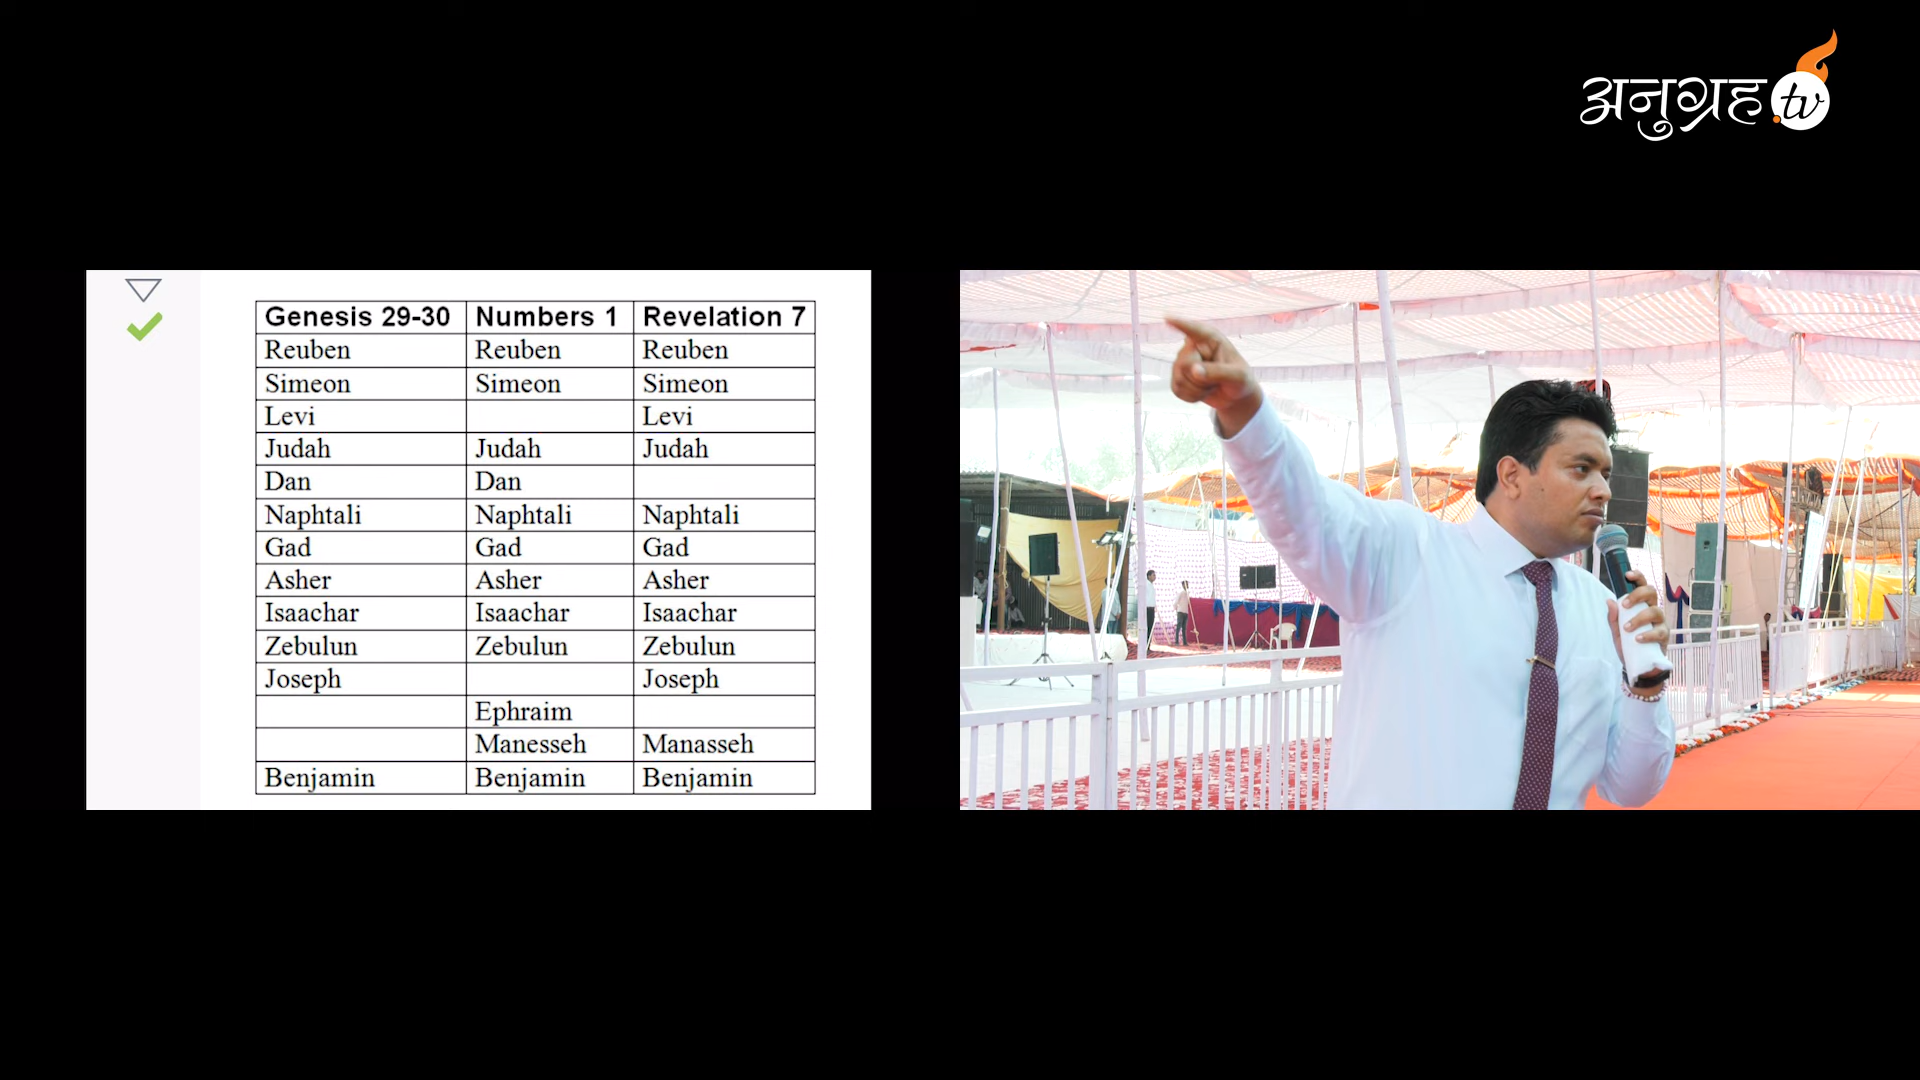 अनुग्रह.tv
Genesis 29-30 Numbers 1 Revelation 7
Reuben Reuben Reuben
Simeon Simeon Simeon
Levi Levi
Judah Judah Judah
Dan Dan
Naphtali Naphtali Naphtali
Gad Gad Gad
Asher Asher Asher
Isaachar Isaachar Isaachar
Zebulun Zebulun Zebulun
Joseph Joseph
Ephraim
Manesseh Manasseh
Benjamin Benjamin Benjamin